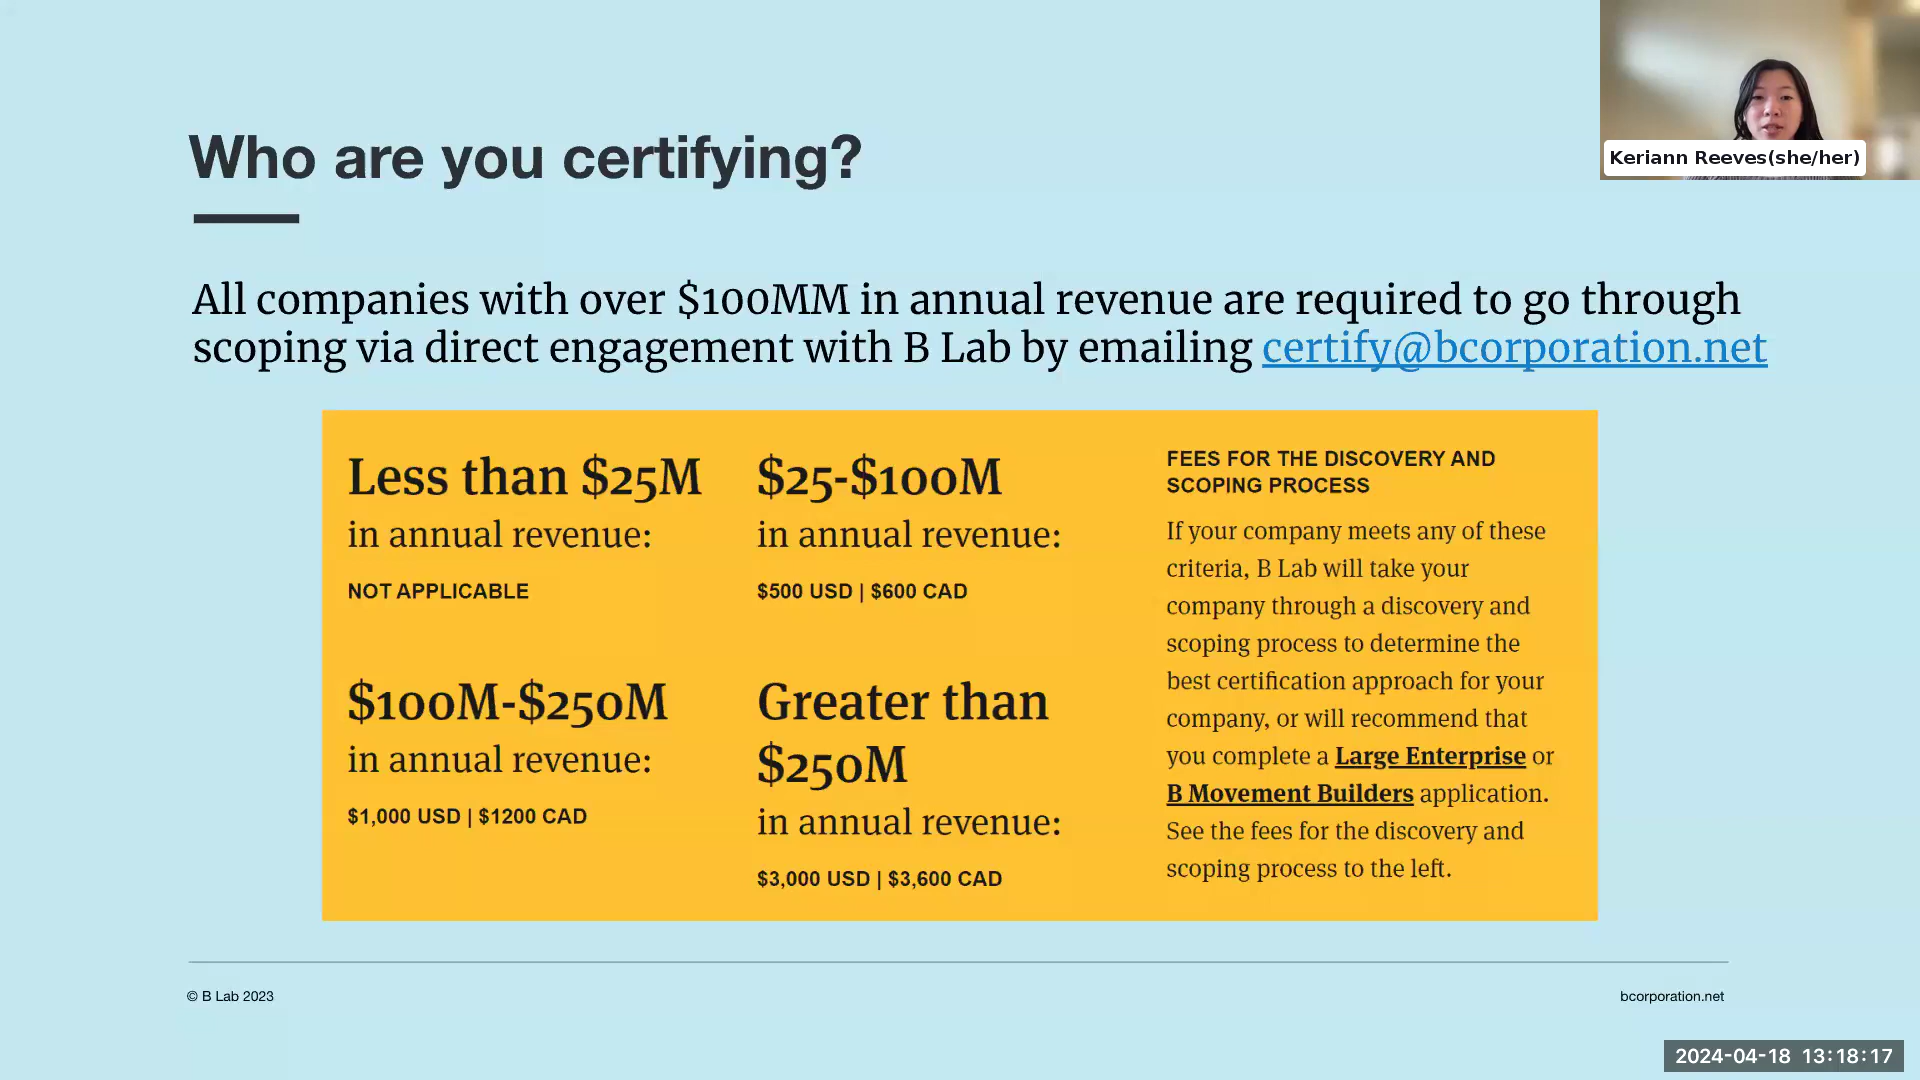 Who are you certifying?
Keriann Reeves(she/her)
All companies with over $100MM in annual revenue are required to go through
scoping via direct engagement with B Lab by emailing certify@bcorporation.net
Less than $25M
in annual revenue:
NOT APPLICABLE
$25-$100M
in annual revenue:
$500 USD | $600 CAD
$100M-$250M
in annual revenue:
$1,000 USD | $1200 CAD
Greater than
$250M
in annual revenue:
$3,000 USD | $3,600 CAD
FEES FOR THE DISCOVERY AND
SCOPING PROCESS
If your company meets any of these
criteria, B Lab will take your
company through a discovery and
scoping process to determine the
best certification approach for your
company, or will recommend that
you complete a Large Enterprise or
B Movement Builders application.
See the fees for the discovery and
scoping process to the left.
© B Lab 2023
bcorporation.net
2024-04-18 13:18:17